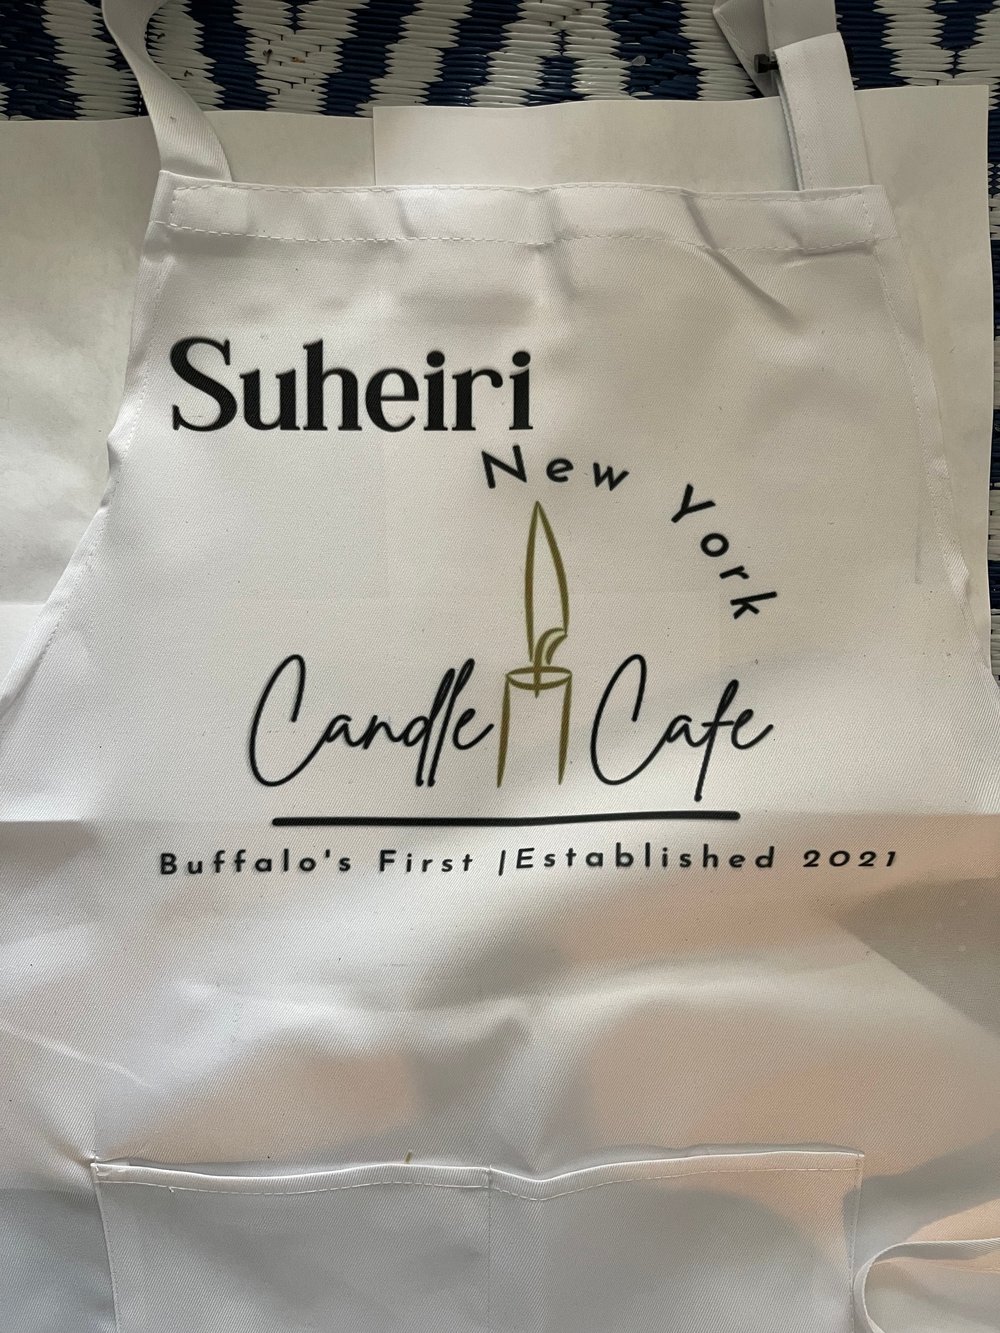 Suheiri
New York
Candle Cafe
Buffalo's First |Established 2021